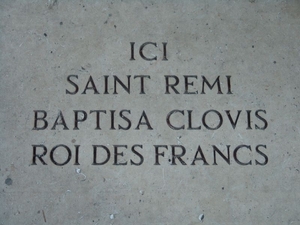 ICI
SAINT REMI
BAPTISA CLOVIS
ROI DES FRANCS